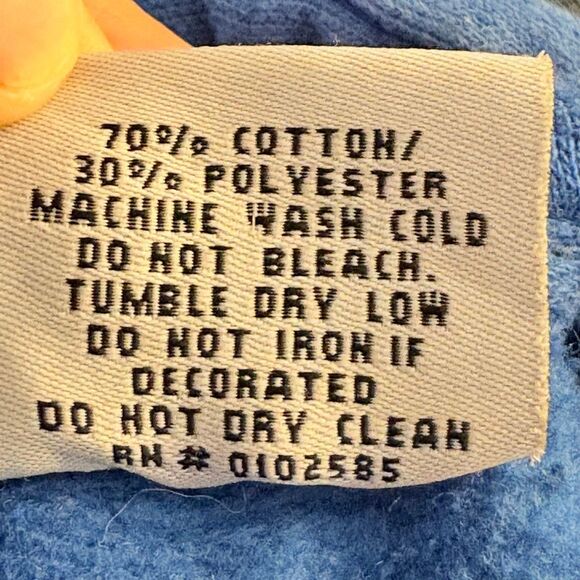 70% COTTON/
30% POLYESTER
MACHINE WASH COLD
DO NOT BLEACH.
TUMBLE DRY LOW
DO NOT IRON IF
DECORATED
DO NOT DRY CLEAN
RN # 0102585